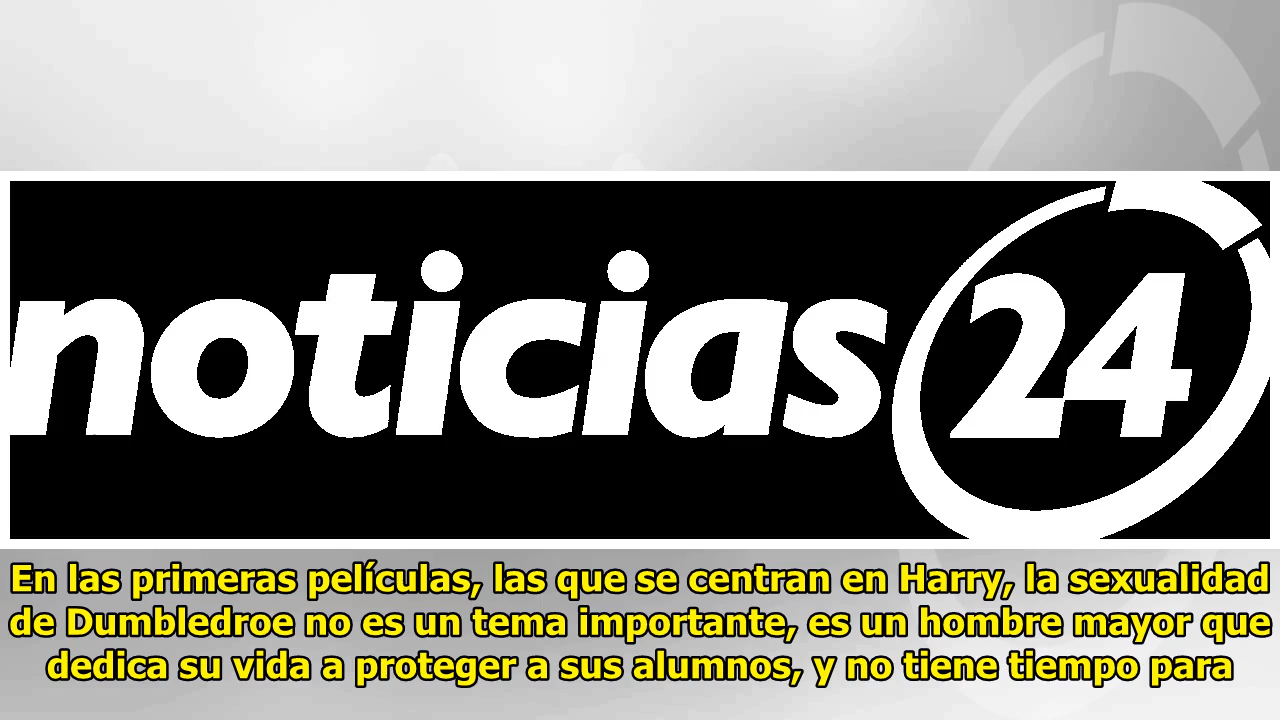 noticias 24
En las primeras películas, las que se centran en Harry, la sexualidad
de Dumbledroe no es un tema importante, es un hombre mayor que
dedica su vida a proteger a sus alumnos, y no tiene tiempo para